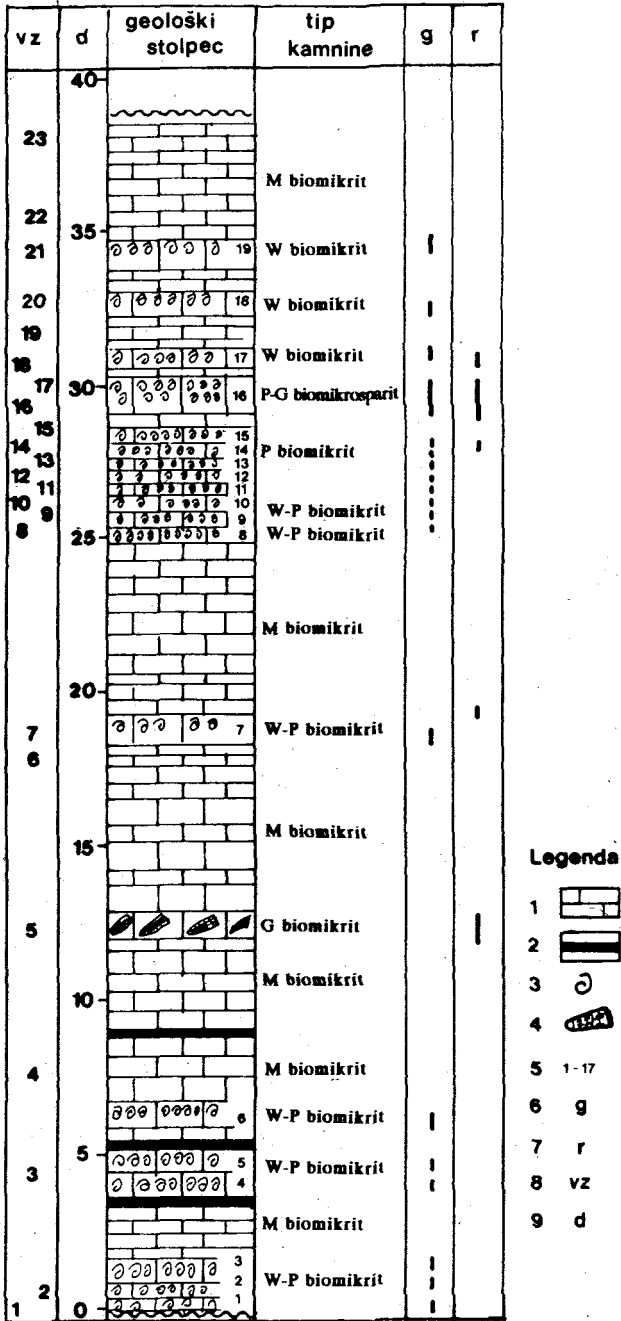 vz d geološki stolpec tip kamnine g r
40
23
M biomikrit
22
35
21 19 W biomikrit
20 18 W biomikrit
19
18 17 W biomikrit
17 30 16 P-G biomikrosparit
16
15 15
14 14 P biomikrit
13 13
12 12
11 11
10 10 W-P biomikrit
9 9
8 25 8 W-P biomikrit
M biomikrit
20
7 7 W-P biomikrit
6
M biomikrit
15
5 G biomikrit
10 M biomikrit
4 M biomikrit
6 W-P biomikrit
5
3 5 W-P biomikrit
4
M biomikrit
3
2 2 W-P biomikrit
1 0 1
Legenda
1
2
3
4
5 1-17
6 g
7 r
8 vz
9 d